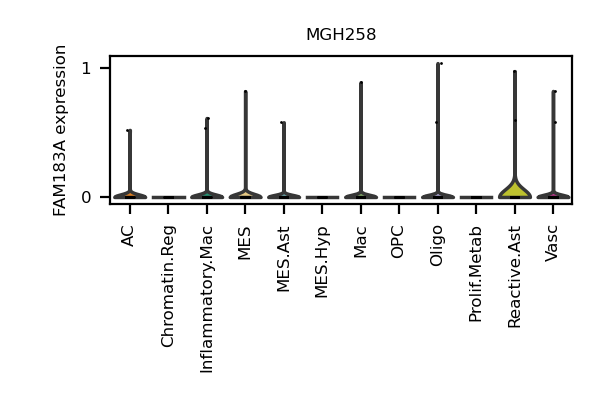 MGH258
FAM183A expression
1
0
AC
Chromatin.Reg
Inflammatory.Mac
MES
MES.Ast
MES.Hyp
Mac
OPC
Oligo
Prolif.Metab
Reactive.Ast
Vasc